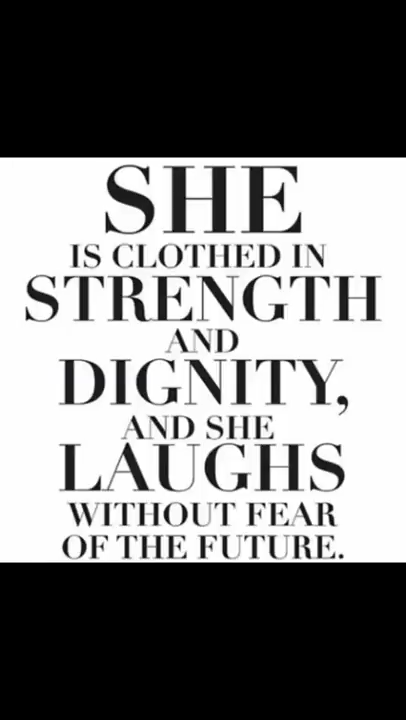 SHE
IS CLOTHED IN
STRENGTH
AND
DIGNITY,
AND SHE
LAUGHS
WITHOUT FEAR
OF THE FUTURE.